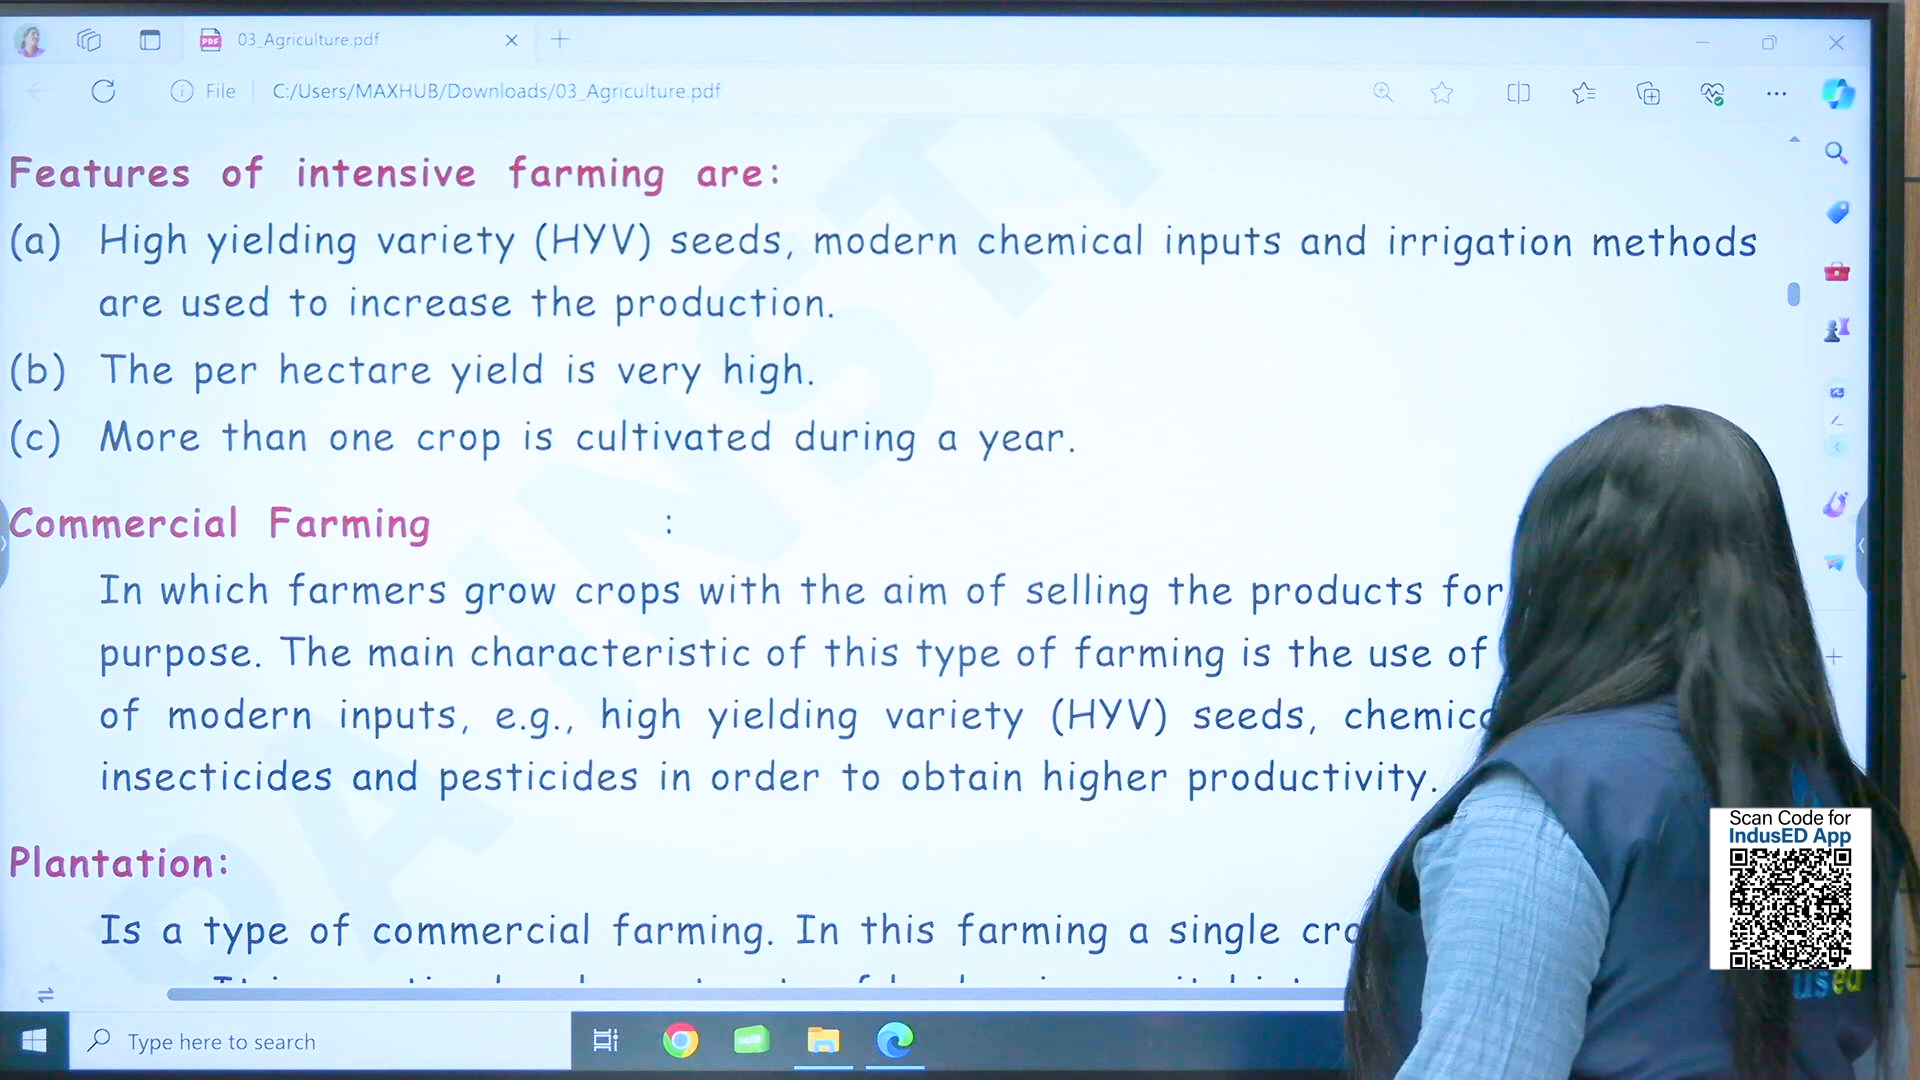 03_Agriculture.pdf
File
C:/Users/MAXHUB/Downloads/03_Agriculture.pdf
Features of intensive farming are:
(a) High yielding variety (HYV) seeds, modern chemical inputs and irrigation methods
are used to increase the production.
(b) The per hectare yield is very high.
(c) More than one crop is cultivated during a year.
Commercial Farming :
In which farmers grow crops with the aim of selling the products for
purpose. The main characteristic of this type of farming is the use of
of modern inputs, e.g., high yielding variety (HYV) seeds,
insecticides and pesticides in order to obtain higher productivity.
Plantation:
Is a type of commercial farming. In this farming a single
Scan Code for
IndusED App
Type here to search